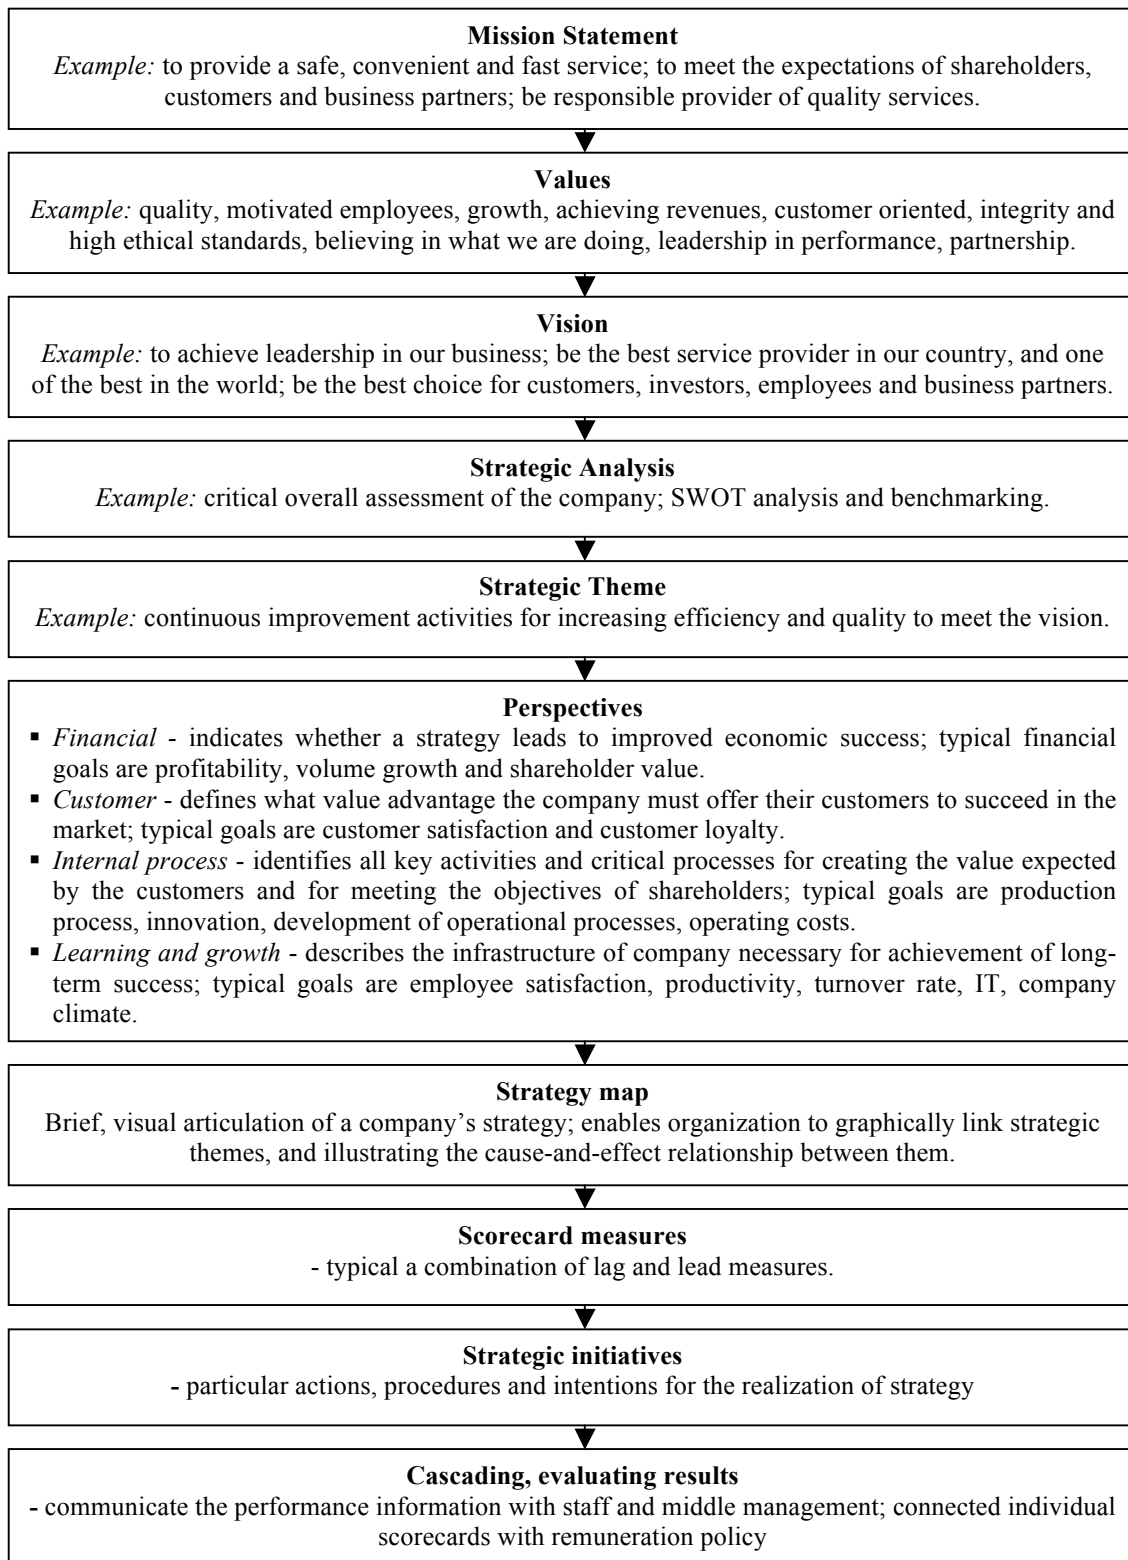 Mission Statement
Example: to provide a safe, convenient and fast service; to meet the expectations of shareholders,
customers and business partners; be responsible provider of quality services.
Values
Example: quality, motivated employees, growth, achieving revenues, customer oriented, integrity and
high ethical standards, believing in what we are doing, leadership in performance, partnership.
Vision
Example: to achieve leadership in our business; be the best service provider in our country, and one
of the best in the world; be the best choice for customers, investors, employees and business partners.
Strategic Analysis
Example: critical overall assessment of the company; SWOT analysis and benchmarking.
Strategic Theme
Example: continuous improvement activities for increasing efficiency and quality to meet the vision.
Perspectives
▪ Financial - indicates whether a strategy leads to improved economic success; typical financial
goals are profitability, volume growth and shareholder value.
▪ Customer - defines what value advantage the company must offer their customers to succeed in the
market; typical goals are customer satisfaction and customer loyalty.
▪ Internal process - identifies all key activities and critical processes for creating the value expected
by the customers and for meeting the objectives of shareholders; typical goals are production
process, innovation, development of operational processes, operating costs.
▪ Learning and growth - describes the infrastructure of company necessary for achievement of long-
term success; typical goals are employee satisfaction, productivity, turnover rate, IT, company
climate.
Strategy map
Brief, visual articulation of a company’s strategy; enables organization to graphically link strategic
themes, and illustrating the cause-and-effect relationship between them.
Scorecard measures
- typical a combination of lag and lead measures.
Strategic initiatives
- particular actions, procedures and intentions for the realization of strategy
Cascading, evaluating results
- communicate the performance information with staff and middle management; connected individual
scorecards with remuneration policy